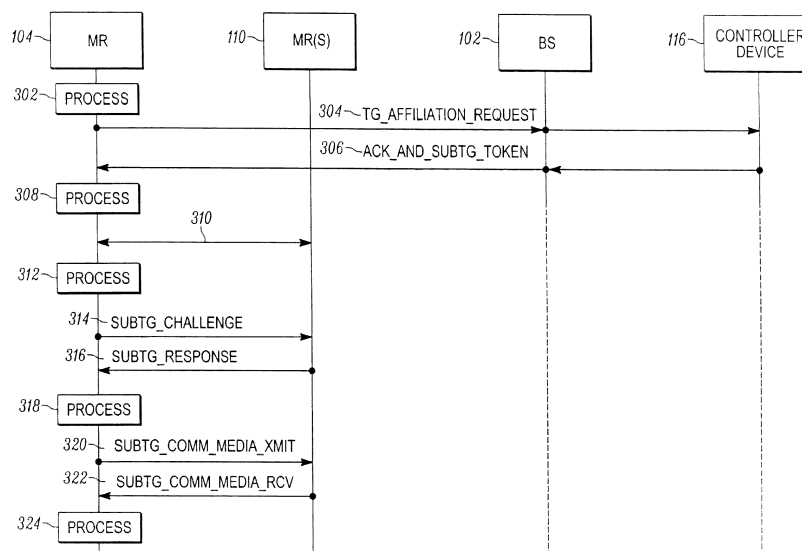 104
MR
110
MR(S)
102
BS
116
CONTROLLER
DEVICE
302
PROCESS
304
TG_AFFILIATION_REQUEST
306
ACK_AND_SUBTG_TOKEN
308
PROCESS
310
312
PROCESS
314
SUBTG_CHALLENGE
316
SUBTG_RESPONSE
318
PROCESS
320
SUBTG_COMM_MEDIA_XMIT
322
SUBTG_COMM_MEDIA_RCV
324
PROCESS